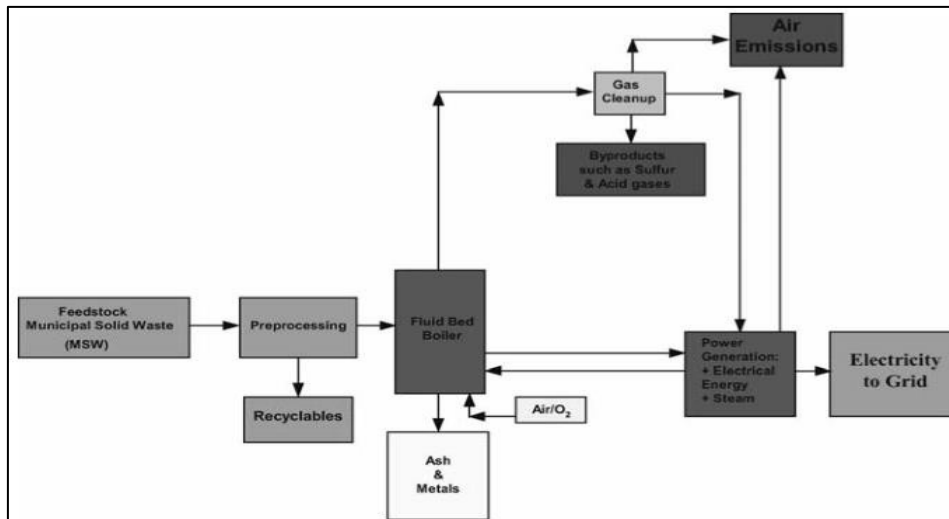 Air
Emissions
Gas
Cleanup
Byproducts
such as Sulfur
& Acid gases
Feedstock
Municipal Solid Waste
(MSW)
Preprocessing
Fluid Bed
Boiler
Power
Generation:
+ Electrical
Energy
+ Steam
Electricity
to Grid
Recyclables
Air/O₂
Ash
&
Metals